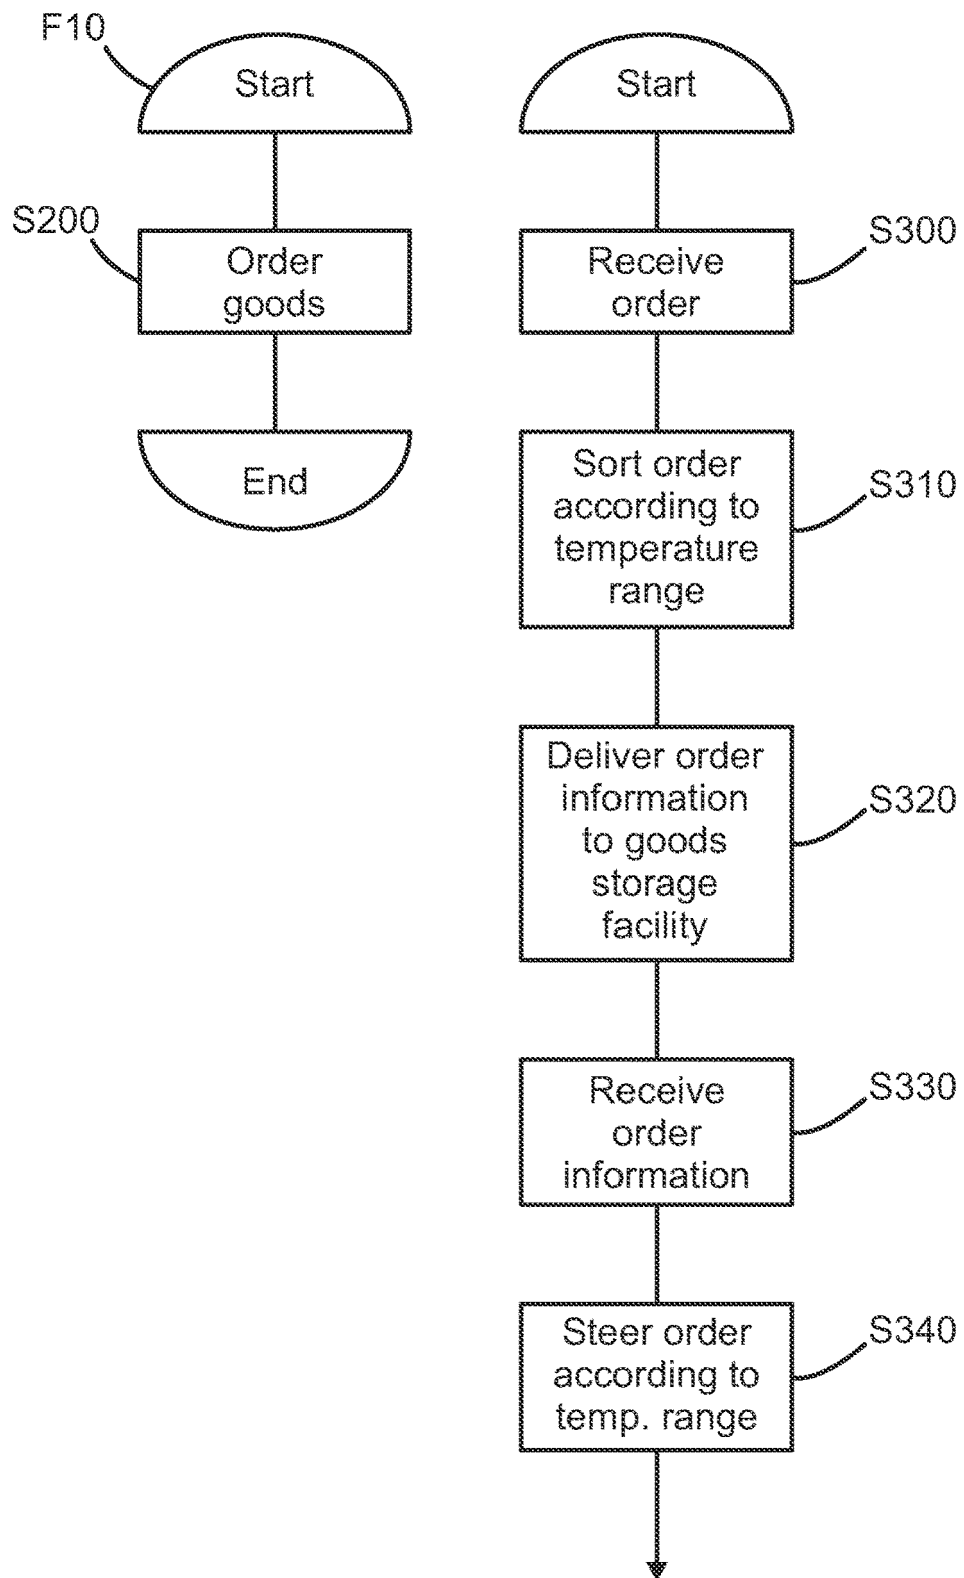 F10
Start
S200
Order
goods
End
Start
Receive
order
S300
Sort order
according to
temperature
range
S310
Deliver order
information
to goods
storage
facility
S320
Receive
order
information
S330
Steer order
according to
temp. range
S340